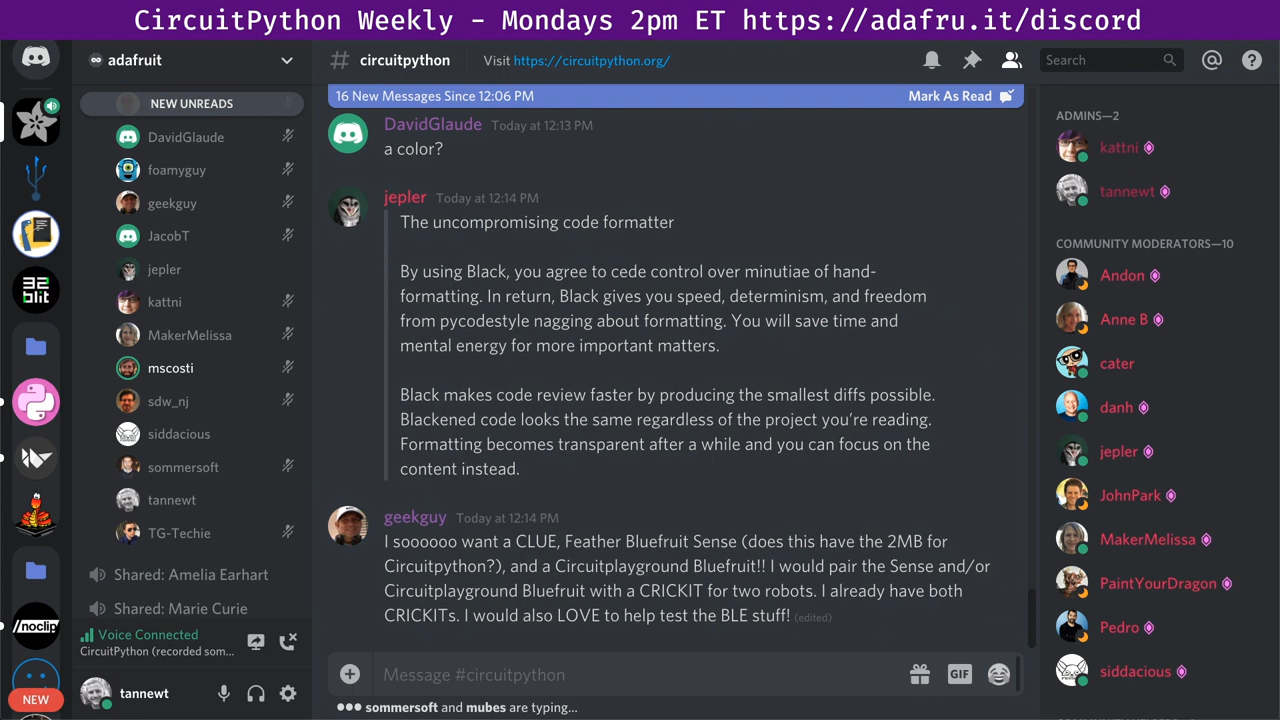 CircuitPython Weekly - Mondays 2pm ET https://adafru.it/discord
adafruit
NEW UNREADS
DavidGlaude
foamyguy
geekguy
JacobT
jepler
kattni
MakerMelissa
mscosti
sdw_nj
siddacious
sommersoft
tannewt
TG-Techie
Shared: Amelia Earhart
Shared: Marie Curie
Voice Connected
CircuitPython (recorded som...
tannewt
32
blit
/noclip
NEW
# circuitpython
Visit https://circuitpython.org/
Search
16 New Messages Since 12:06 PM
Mark As Read
DavidGlaude Today at 12:13 PM
a color?
jepler Today at 12:14 PM
The uncompromising code formatter
By using Black, you agree to cede control over minutiae of hand-
formatting. In return, Black gives you speed, determinism, and freedom
from pycodestyle nagging about formatting. You will save time and
mental energy for more important matters.
Black makes code review faster by producing the smallest diffs possible.
Blackened code looks the same regardless of the project you're reading.
Formatting becomes transparent after a while and you can focus on the
content instead.
geekguy Today at 12:14 PM
I soooooo want a CLUE, Feather Bluefruit Sense (does this have the 2MB for
Circuitpython?), and a Circuitplayground Bluefruit!! I would pair the Sense and/or
Circuitplayground Bluefruit with a CRICKIT for two robots. I already have both
CRICKITs. I would also LOVE to help test the BLE stuff! (edited)
Message #circuitpython
GIF
sommersoft and mubes are typing...
ADMINS—2
kattni
tannewt
COMMUNITY MODERATORS—10
Andon
Anne B
cater
danh
jepler
JohnPark
MakerMelissa
PaintYourDragon
Pedro
siddacious